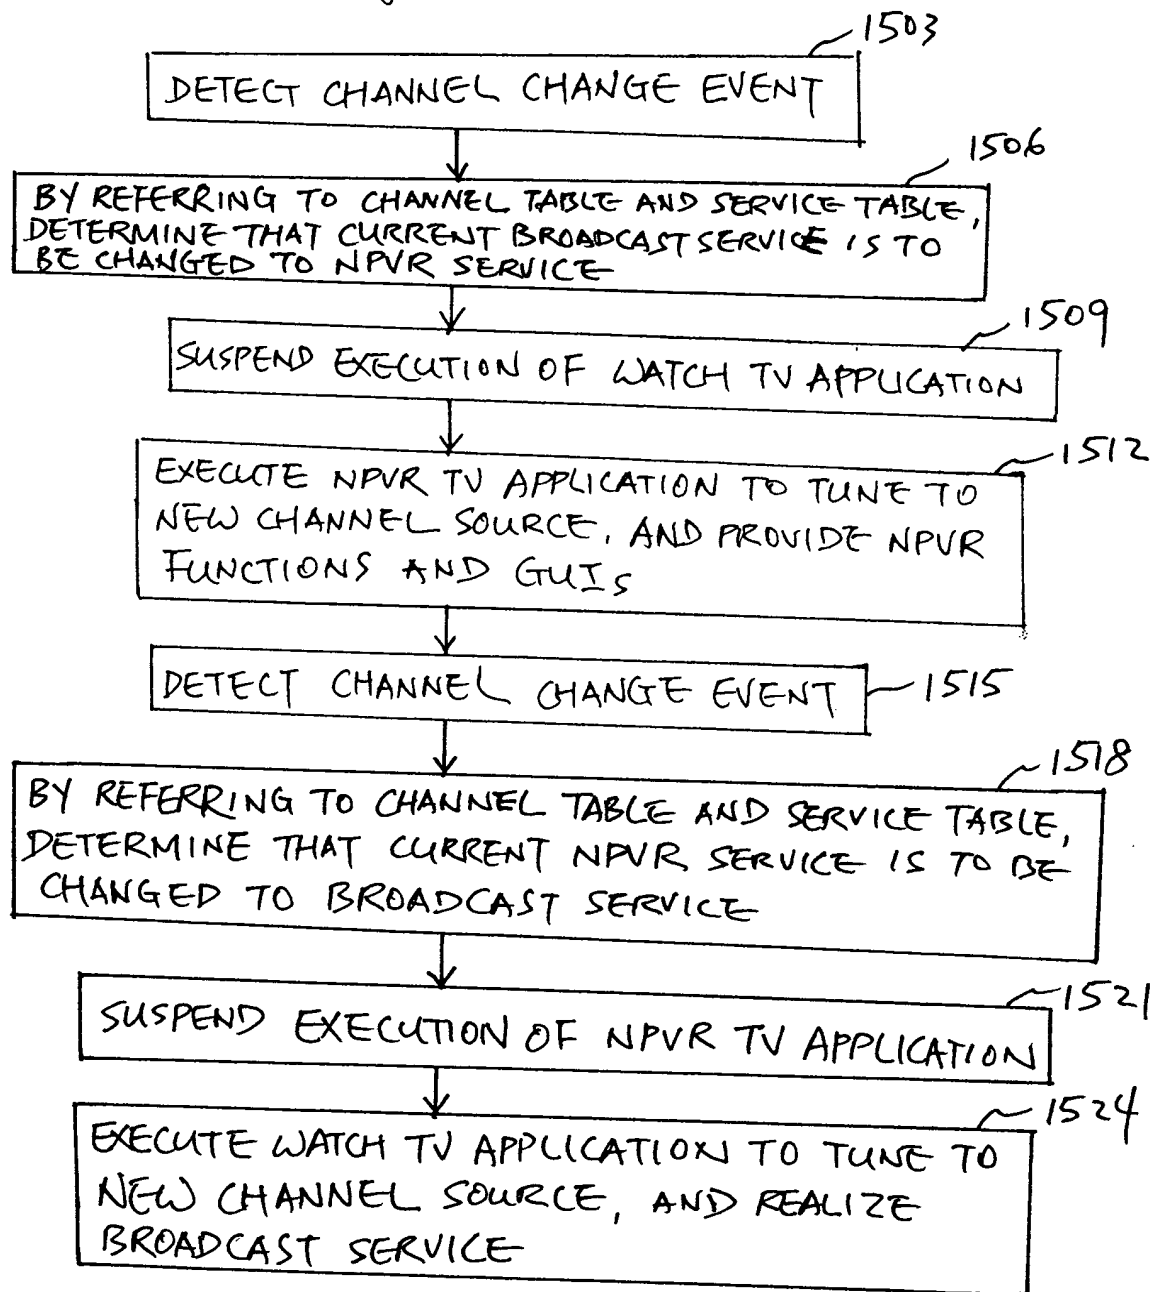 1503
DETECT CHANNEL CHANGE EVENT
1506
BY REFERRING TO CHANNEL TABLE AND SERVICE TABLE,
DETERMINE THAT CURRENT BROADCAST SERVICE IS TO
BE CHANGED TO NPVR SERVICE
1509
SUSPEND EXECUTION OF WATCH TV APPLICATION
1512
EXECUTE NPVR TV APPLICATION TO TUNE TO
NEW CHANNEL SOURCE, AND PROVIDE NPVR
FUNCTIONS AND GUIS
DETECT CHANNEL CHANGE EVENT 1515
1518
BY REFERRING TO CHANNEL TABLE AND SERVICE TABLE,
DETERMINE THAT CURRENT NPVR SERVICE IS TO BE
CHANGED TO BROADCAST SERVICE
1521
SUSPEND EXECUTION OF NPVR TV APPLICATION
1524
EXECUTE WATCH TV APPLICATION TO TUNE TO
NEW CHANNEL SOURCE, AND REALIZE
BROADCAST SERVICE